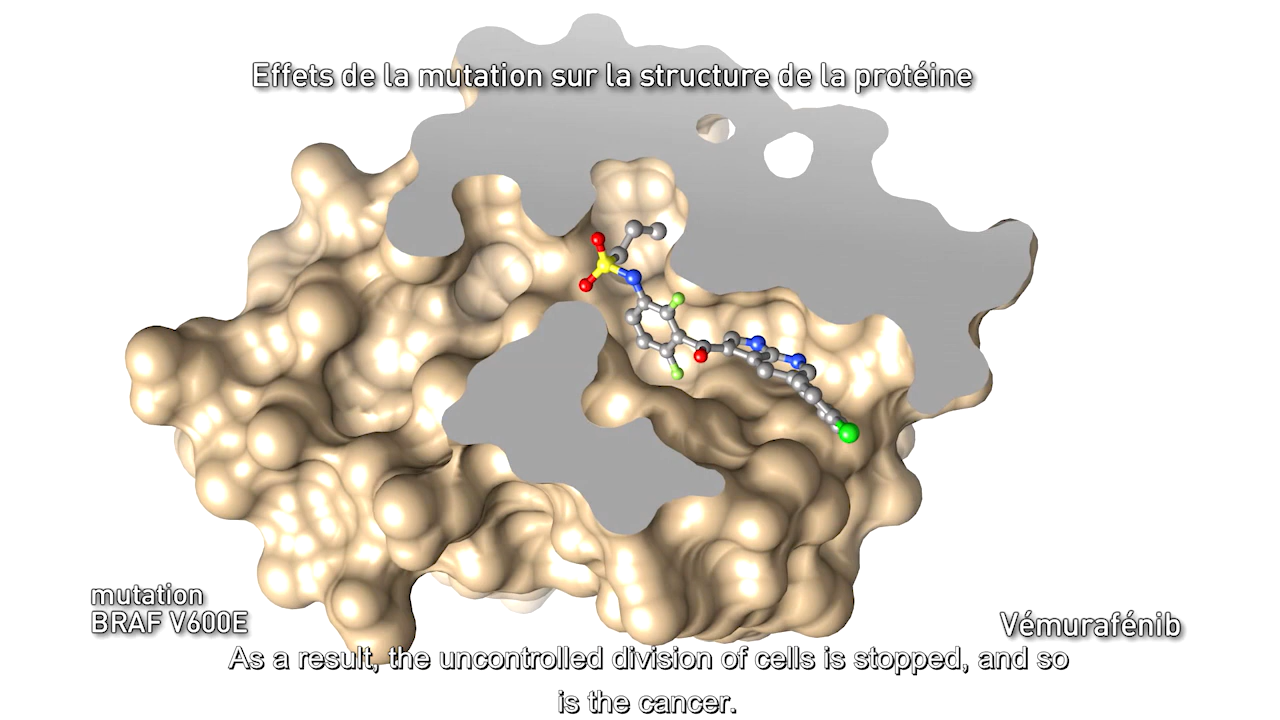 Effets de la mutation sur la structure de la protéine
mutation
BRAF V600E
Vémurafénib
As a result, the uncontrolled division of cells is stopped, and so
is the cancer.